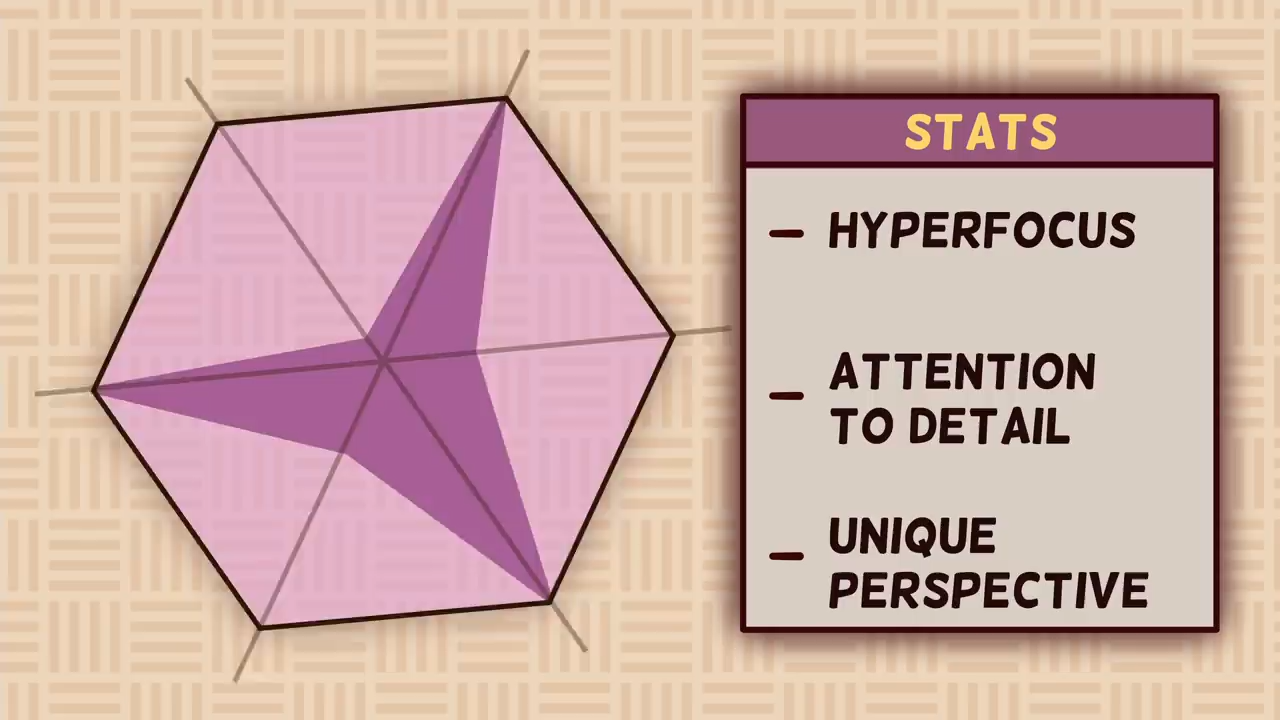 STATS
– HYPERFOCUS
– ATTENTION
TO DETAIL
– UNIQUE
PERSPECTIVE